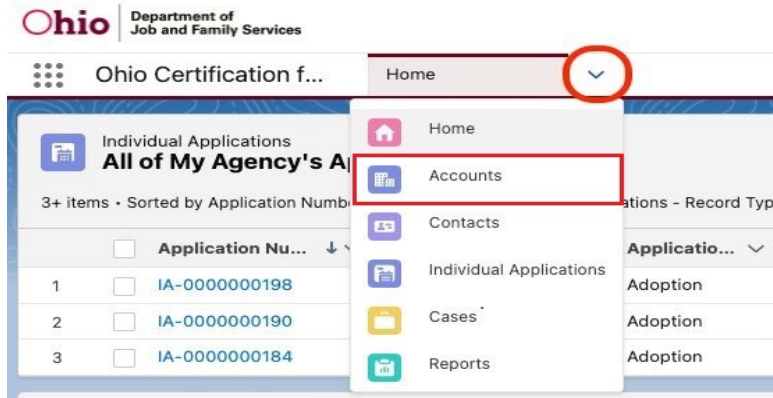 Ohio
Department of
Job and Family Services
Ohio Certification f...
Home
Individual Applications
All of My Agency's A
3+ items • Sorted by Application Numb
ations - Record Typ
Application Nu...
Applicatio...
1
IA-0000000198
Adoption
2
IA-0000000190
Adoption
3
IA-0000000184
Adoption
Home
Accounts
Contacts
Individual Applications
Cases
Reports